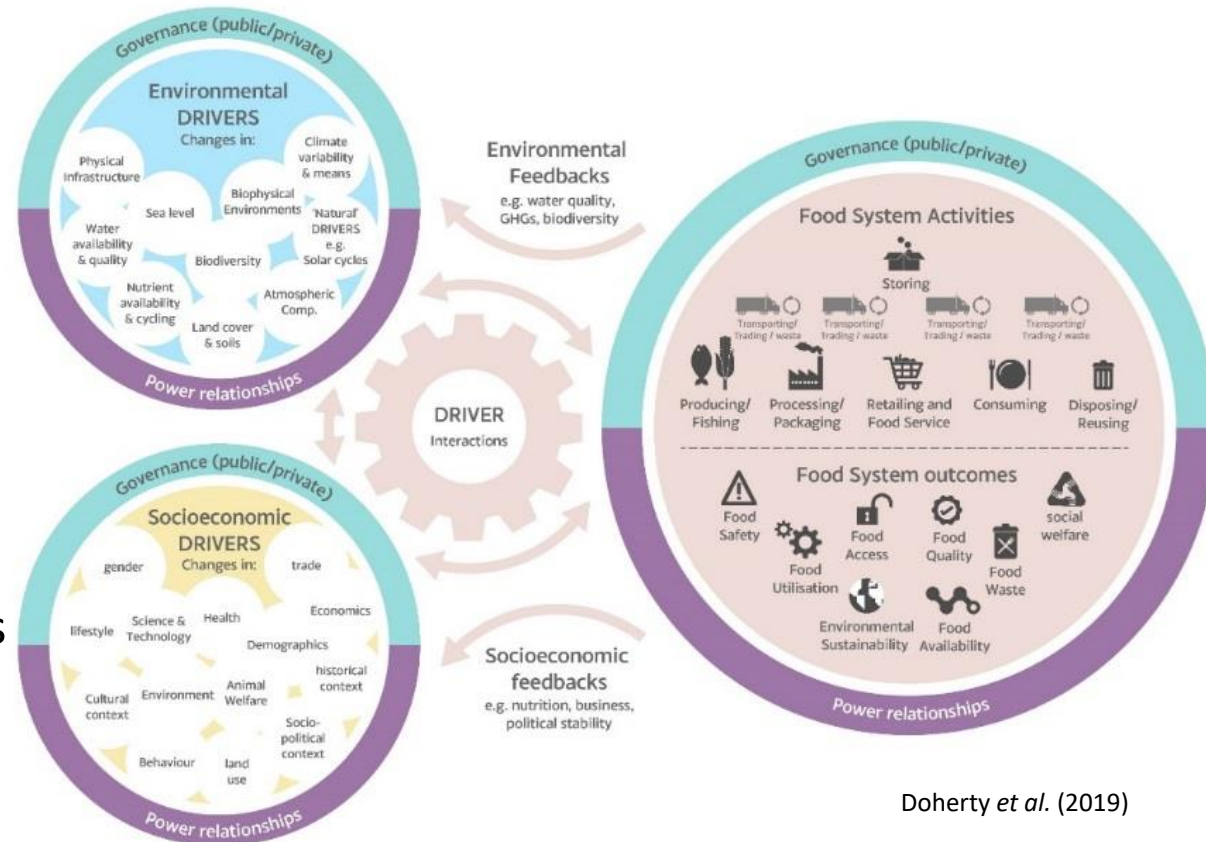 Governance (public/private)
Environmental
DRIVERS
Changes in:
Physical
Infrastructure
Climate
variability
& means
Sea level
Biophysical
Environments
Water
availability
& quality
Biodiversity
'Natural'
DRIVERS
e.g.
Solar cycles
Nutrient
availability
& cycling
Atmospheric
Comp.
Land cover
& soils
Power relationships
Governance (public/private)
Socioeconomic
DRIVERS
Changes in:
gender
trade
lifestyle
Science &
Technology
Health
Economics
Demographics
Cultural
context
Environment
Animal
Welfare
historical
context
Socio-
political
context
Behaviour
land
use
Power relationships
s
Environmental
Feedbacks
e.g. water quality,
GHGs, biodiversity
DRIVER
Interactions
Socioeconomic
feedbacks
e.g. nutrition, business,
political stability
Governance (public/private)
Food System Activities
Storing
Transporting/
Trading / waste
Transporting/
Trading / waste
Transporting/
Trading / waste
Transporting/
Trading / waste
Producing/
Fishing
Processing/
Packaging
Retailing and
Food Service
Consuming
Disposing/
Reusing
Food System outcomes
Food
Safety
Food
Utilisation
Food
Access
Food
Quality
Food
Waste
social
welfare
Environmental
Sustainability
Food
Availability
Power relationships
Doherty et al. (2019)